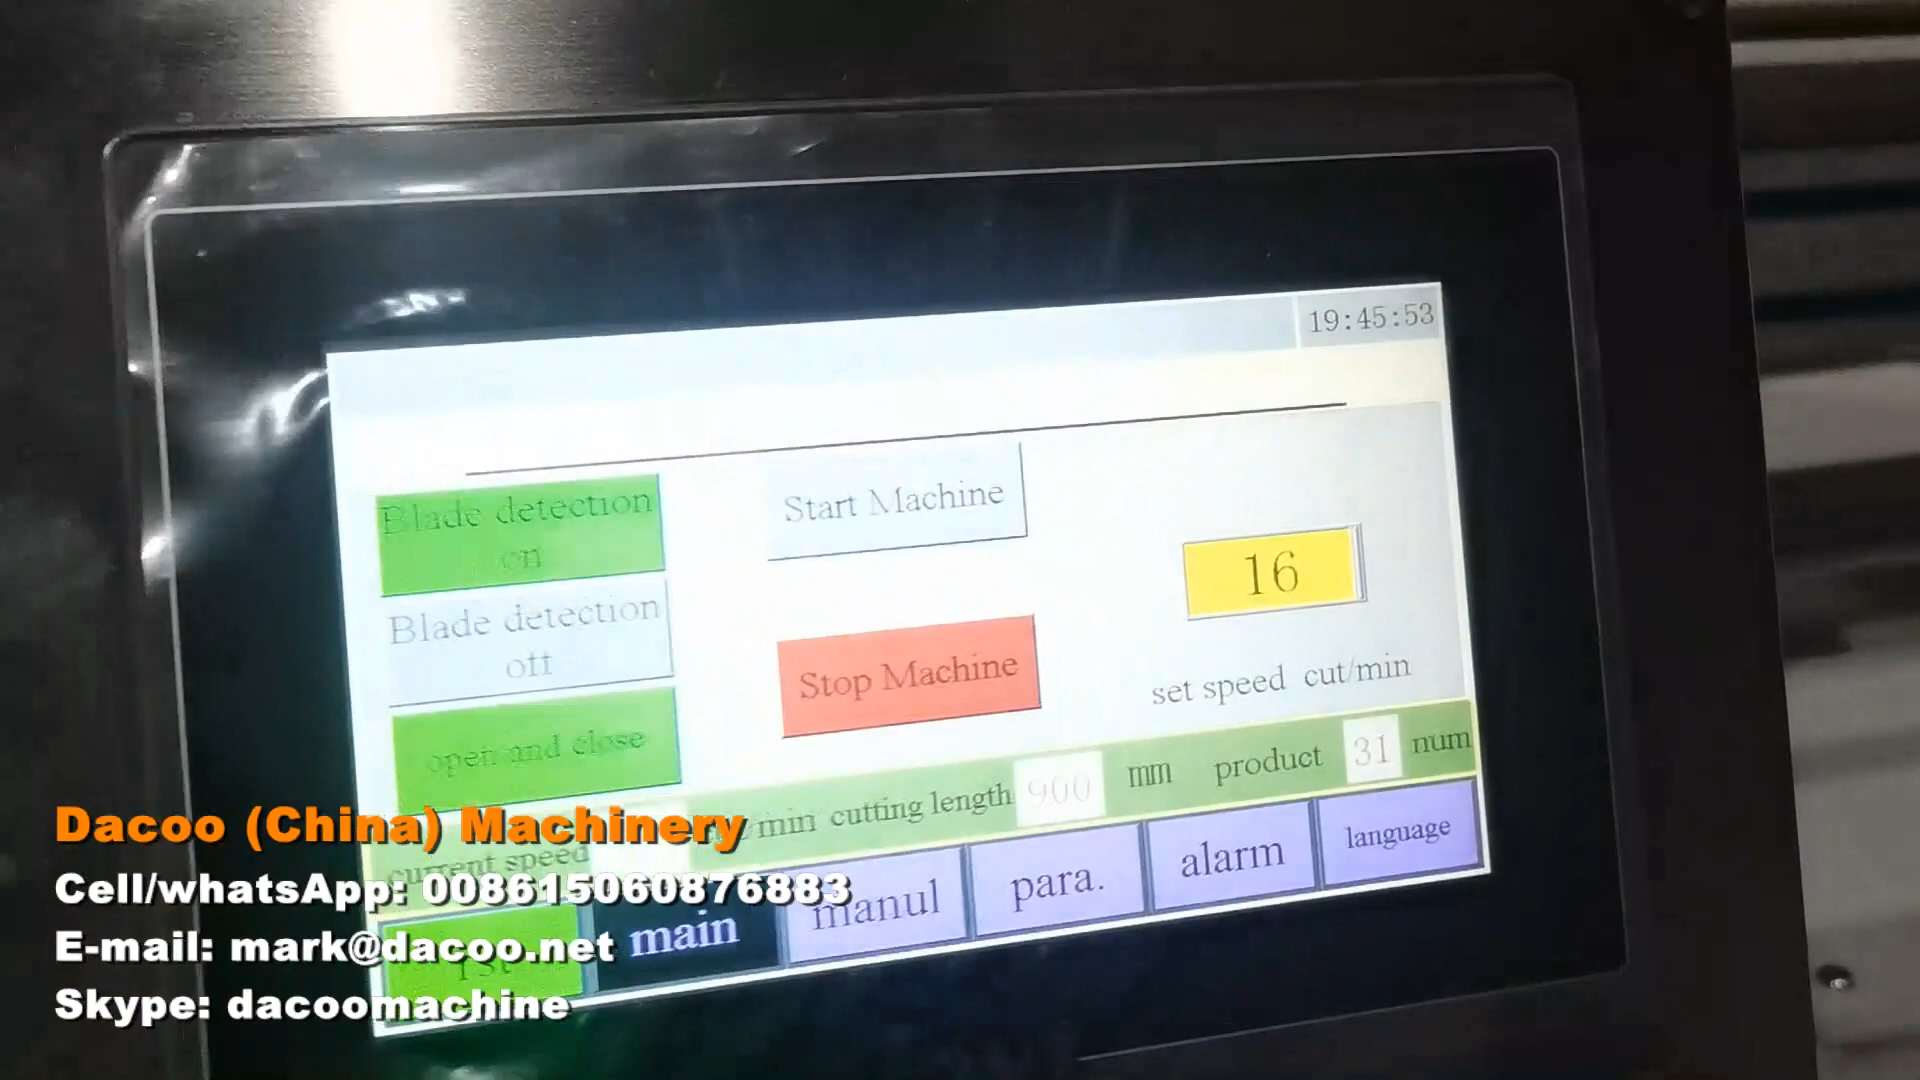 19:45:53
Blade detection
on
Start Machine
16
Blade detection
off
Stop Machine
set speed cut/min
open and close
current speed /min cutting length 900 mm product 31 num
main manul para. alarm language
Dacoo (China) Machinery
Cell/whatsApp: 008615060876883
E-mail: mark@dacoo.net
Skype: dacoomachine